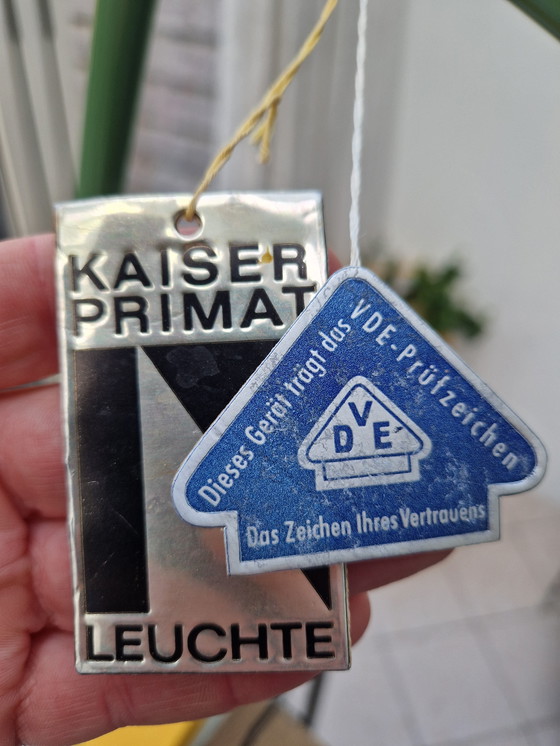 KAISER
PRIMAT
LEUCHTE
Dieses Gerät trägt das VDE-Prüfzeichen
VDE
Das Zeichen Ihres Vertrauens